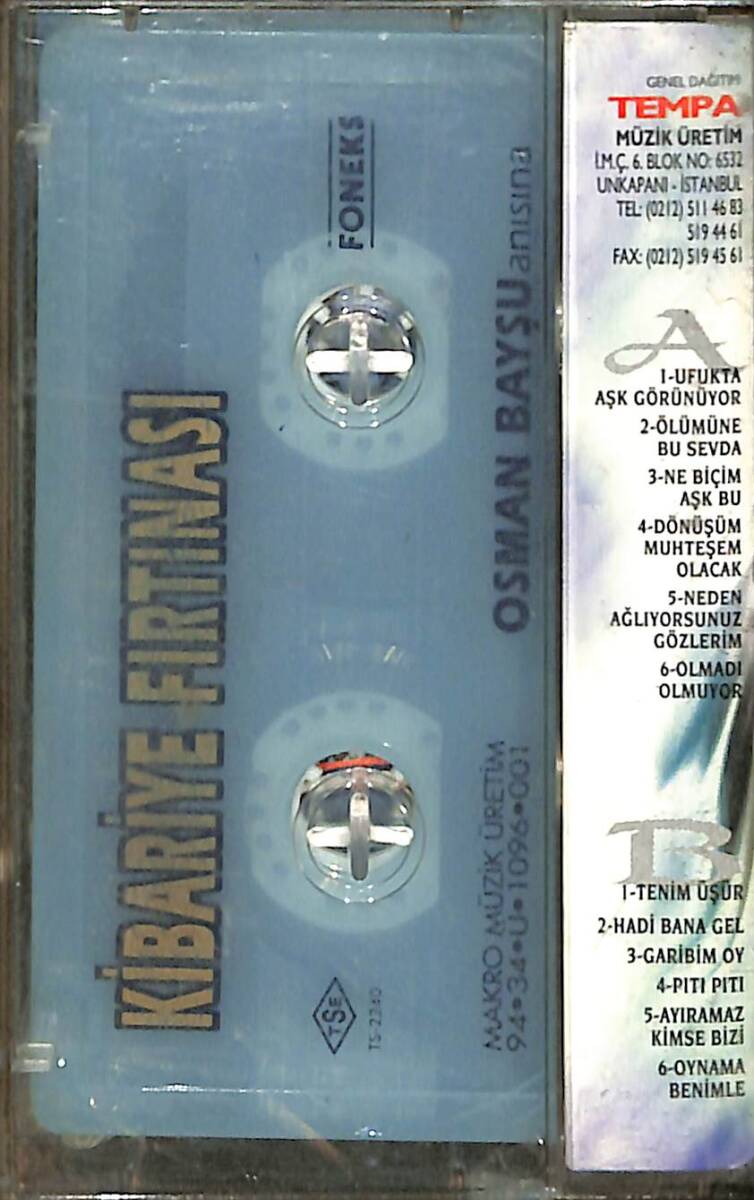 KİBARİYE FIRTINASI
FONEKS
OSMAN BAYŞU anısına
TSE
TS-2240
MAKRO MÜZİK ÜRETİM
94•34•U•1096•001
GENEL DAĞITIM
TEMPA
MÜZİK ÜRETİM
İ.M.Ç. 6. BLOK NO: 6532
UNKAPANI - İSTANBUL
TEL: (0212) 511 46 83
519 44 61
FAX: (0212) 519 45 61
A
1-UFUKTA
AŞK GÖRÜNÜYOR
2-ÖLÜMÜNE
BU SEVDA
3-NE BİÇİM
AŞK BU
4-DÖNÜŞÜM
MUHTEŞEM
OLACAK
5-NEDEN
AĞLIYORSUNUZ
GÖZLERİM
6-OLMADI
OLMUYOR
B
1-TENİM ÜŞÜR
2-HADİ BANA GEL
3-GARİBİM OY
4-PITI PITI
5-AYIRAMAZ
KİMSE BİZİ
6-OYNAMA
BENİMLE